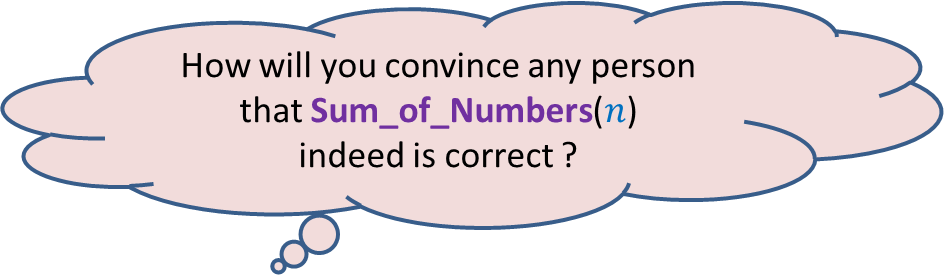 How will you convince any person
that Sum_of_Numbers(n)
indeed is correct ?